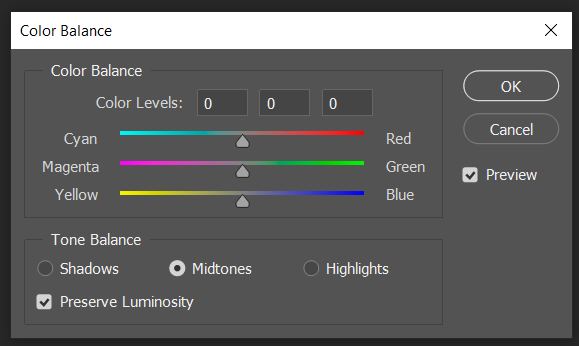 Color Balance
Color Balance
Color Levels: 0 0 0
OK
Cyan Red
Cancel
Magenta Green
Preview
Yellow Blue
Tone Balance
Shadows Midtones Highlights
Preserve Luminosity